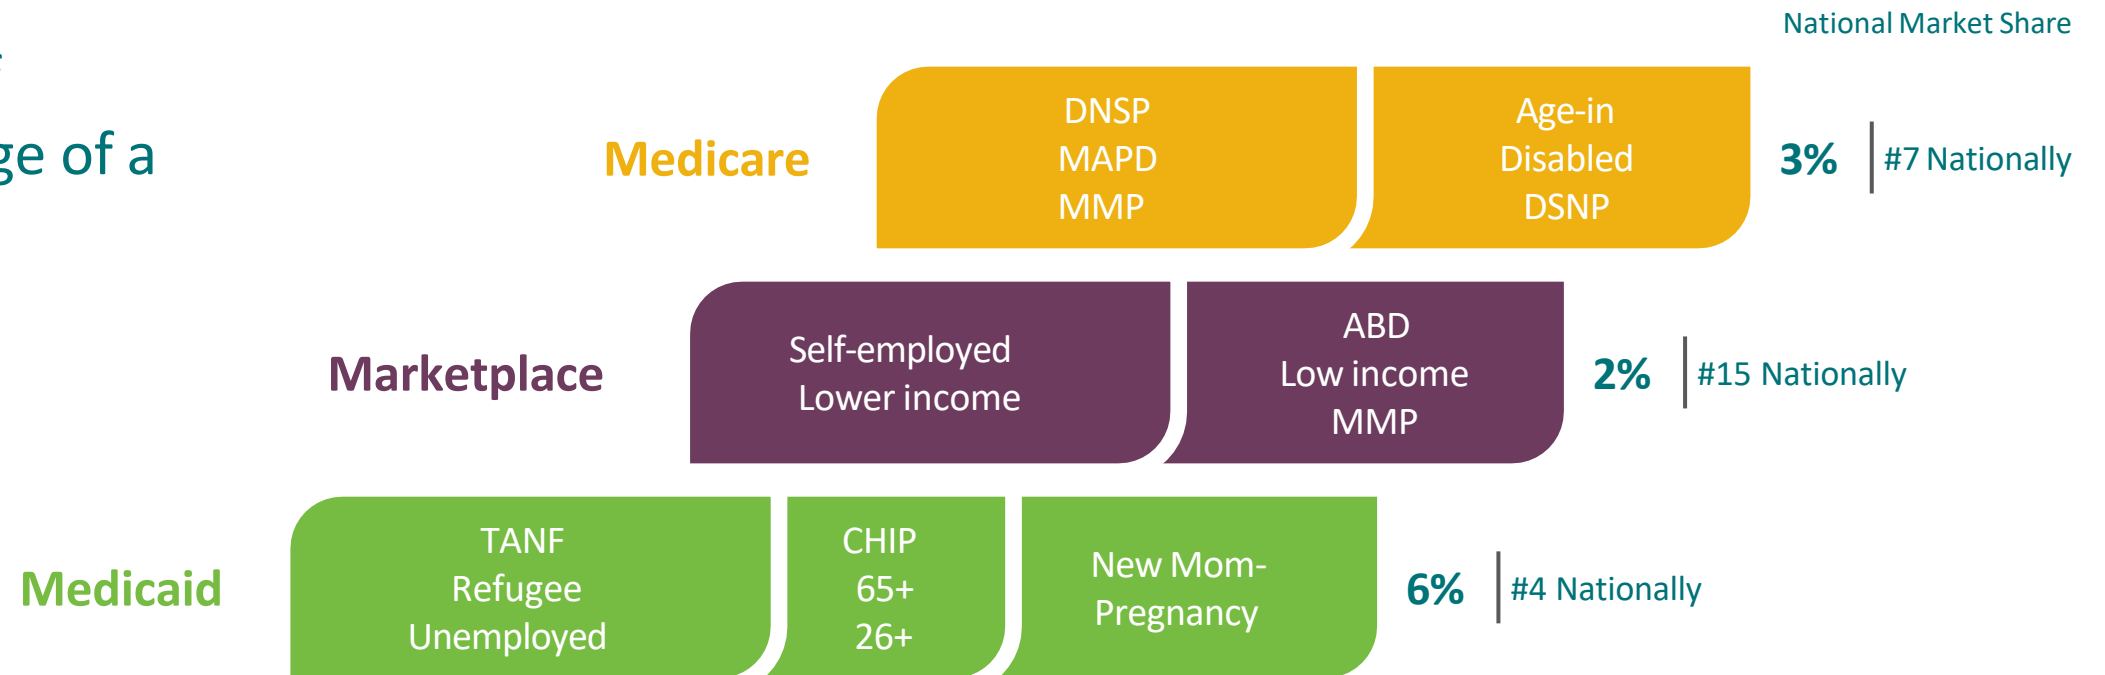 National Market Share
ge of a
Medicare
DNSP
MAPD
MMP
Age-in
Disabled
DSNP
3%
#7 Nationally
Marketplace
Self-employed
Lower income
ABD
Low income
MMP
2%
#15 Nationally
Medicaid
TANF
Refugee
Unemployed
CHIP
65+
26+
New Mom-
Pregnancy
6%
#4 Nationally